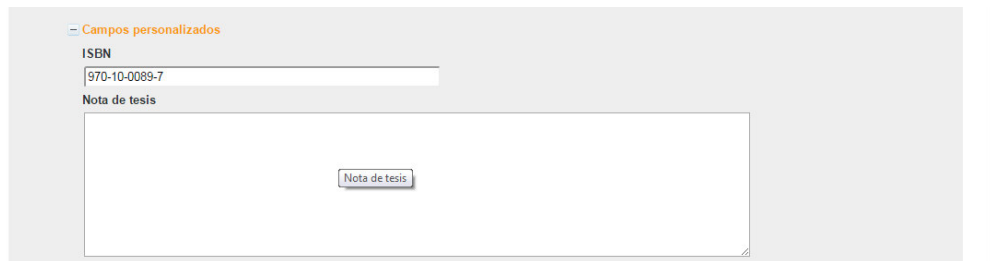 Campos personalizados
ISBN
970-10-0089-7
Nota de tesis
Nota de tesis